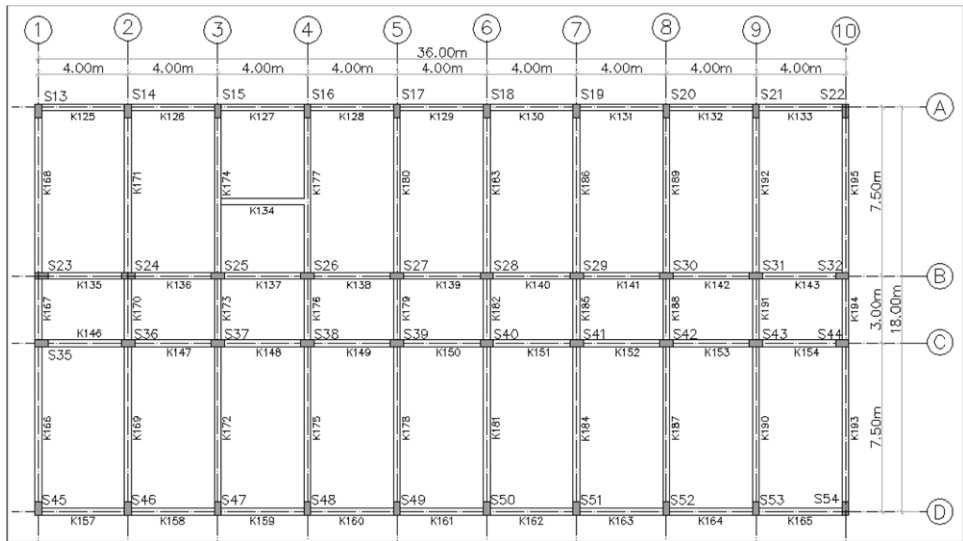 1 2 3 4 5 6 7 8 9 10
36.00m
4.00m 4.00m 4.00m 4.00m 4.00m 4.00m 4.00m 4.00m 4.00m
S13 S14 S15 S16 S17 S18 S19 S20 S21 S22
A
K125 K126 K127 K128 K129 K130 K131 K132 K133
K168 K171 K174 K177 K180 K183 K186 K189 K192 K195 7.50m
K134
S23 S24 S25 S26 S27 S28 S29 S30 S31 S32
B
K135 K136 K137 K138 K139 K140 K141 K142 K143
K167 K170 K173 K176 K179 K182 K185 K188 K191 K194 3.00m 18.00m
K146 S36 S37 S38 S39 S40 S41 S42 S43 S44
C
S35 K147 K148 K149 K150 K151 K152 K153 K154
K166 K169 K172 K175 K178 K181 K184 K187 K190 K193 7.50m
S45 S46 S47 S48 S49 S50 S51 S52 S53 S54
D
K157 K158 K159 K160 K161 K162 K163 K164 K165